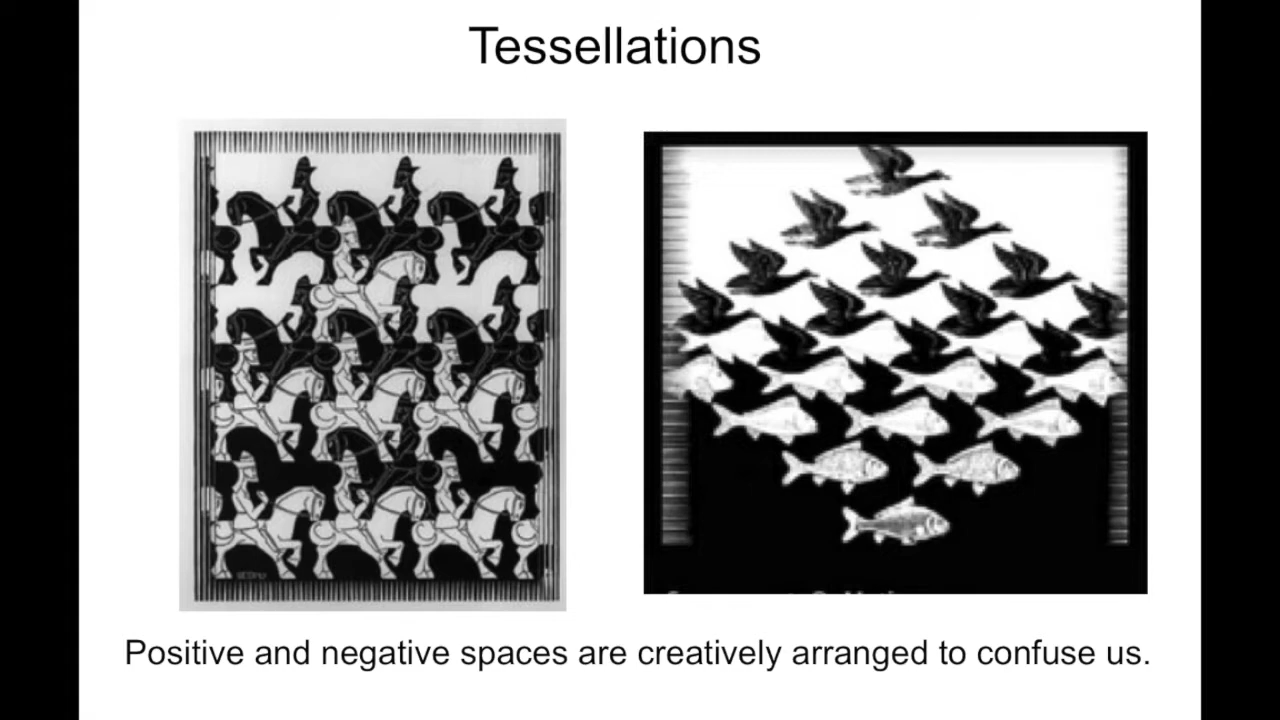 Tessellations
Positive and negative spaces are creatively arranged to confuse us.